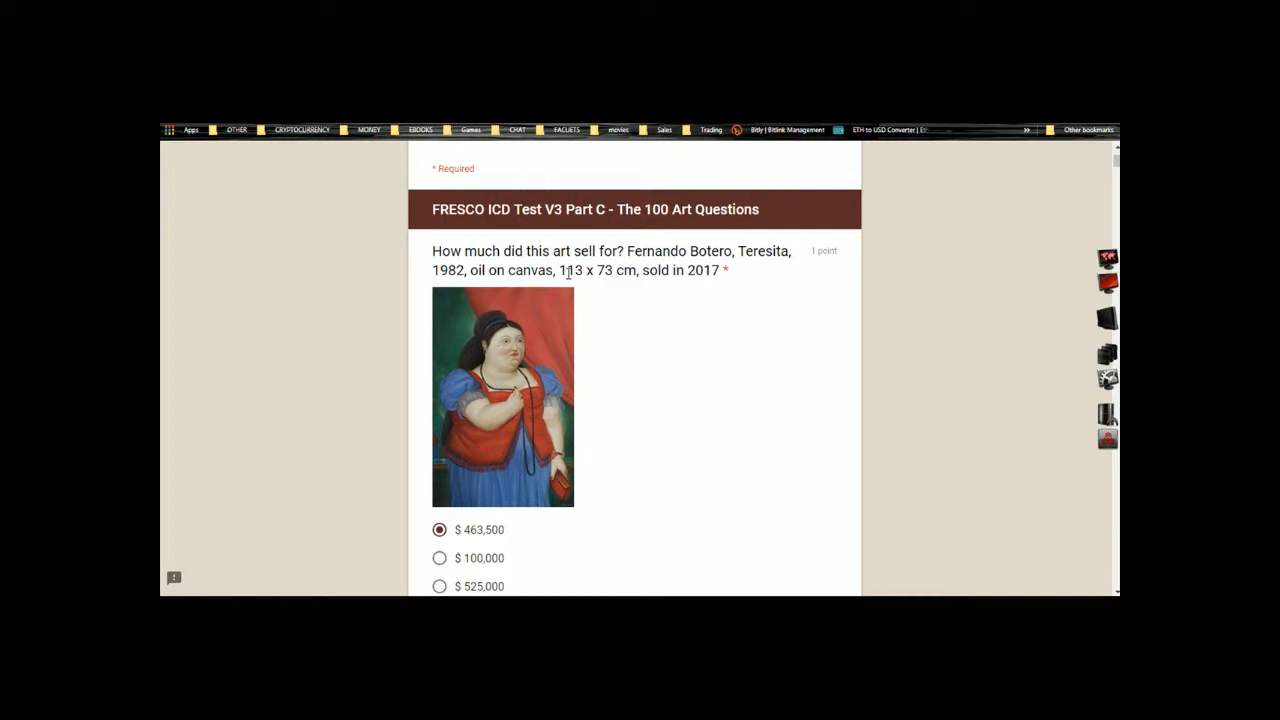 Apps OTHER CRYPTOCURRENCY MONEY EBOOKS Games CHAT FACUETS movies Sales Trading Bitly | Bitlink Management ETH to USD Converter | Et » Other bookmarks
* Required
FRESCO ICD Test V3 Part C - The 100 Art Questions
How much did this art sell for? Fernando Botero, Teresita, 1 point
1982, oil on canvas, 113 x 73 cm, sold in 2017 *
$ 463,500
$ 100,000
$ 525,000